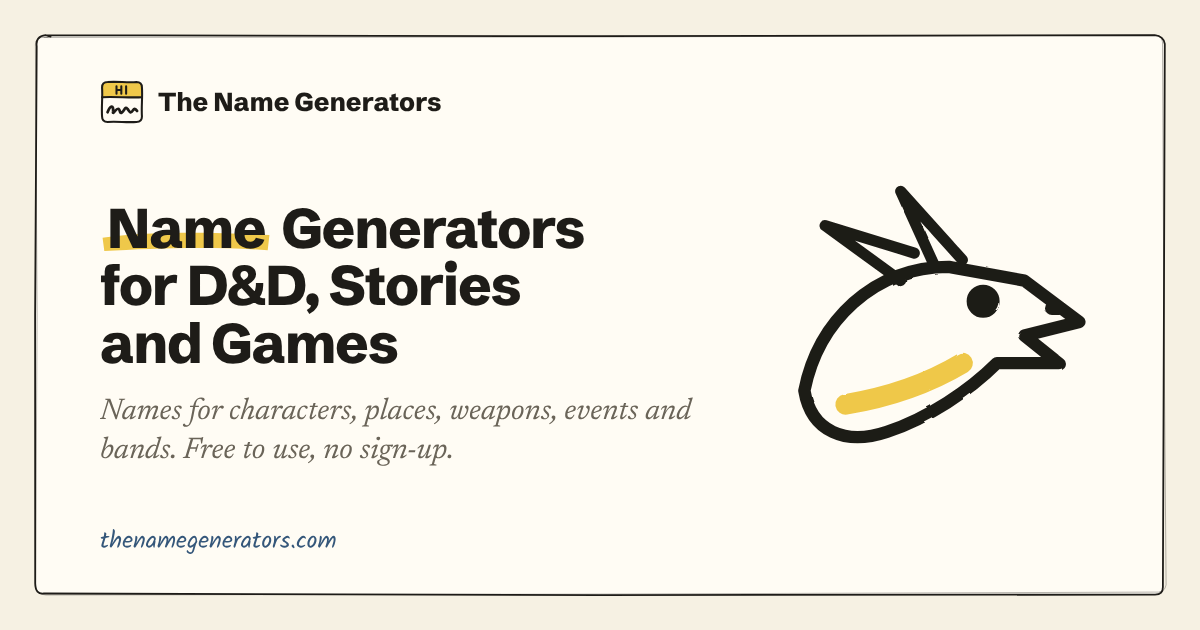 HI
The Name Generators
Name Generators
for D&D, Stories
and Games
Names for characters, places, weapons, events and
bands. Free to use, no sign-up.
thenamegenerators.com